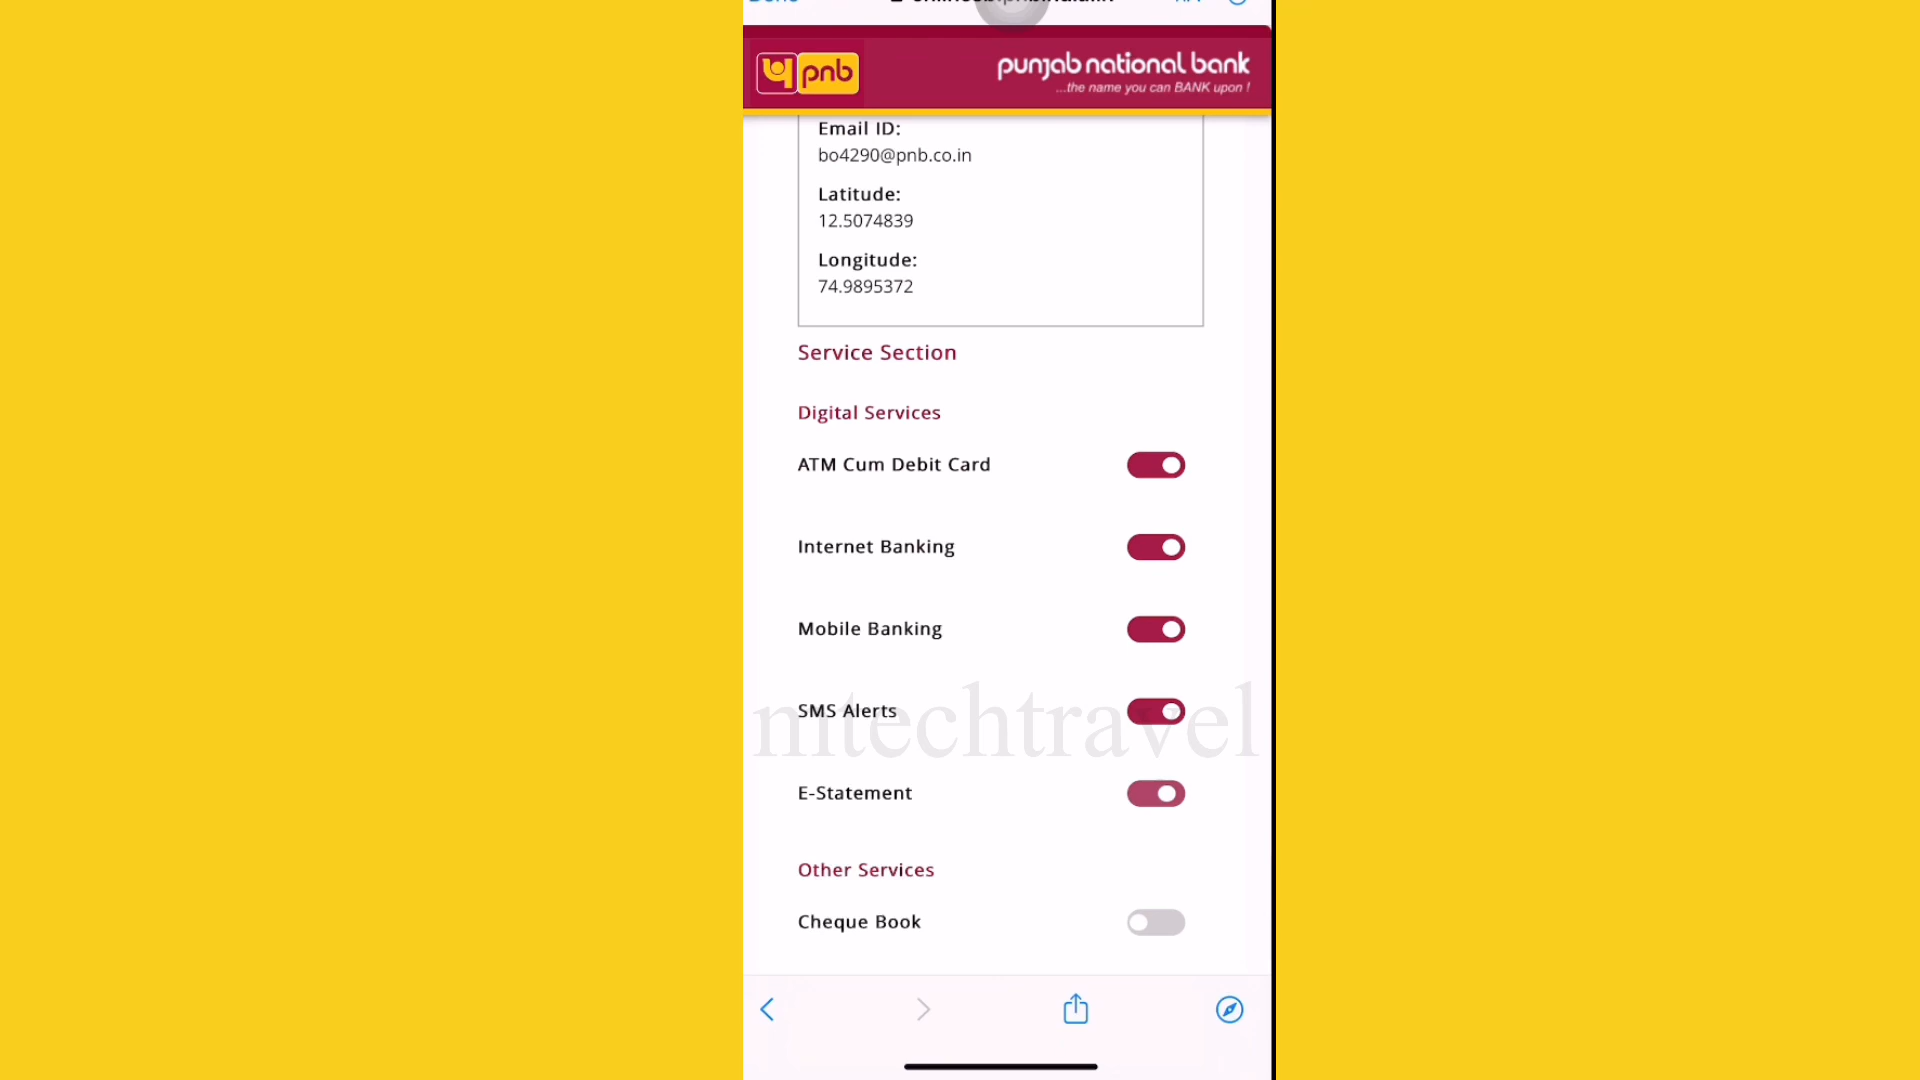 pnb
punjab national bank
...the name you can BANK upon !
Email ID:
bo4290@pnb.co.in
Latitude:
12.5074839
Longitude:
74.9895372
Service Section
Digital Services
ATM Cum Debit Card
Internet Banking
Mobile Banking
SMS Alerts
E-Statement
Other Services
Cheque Book